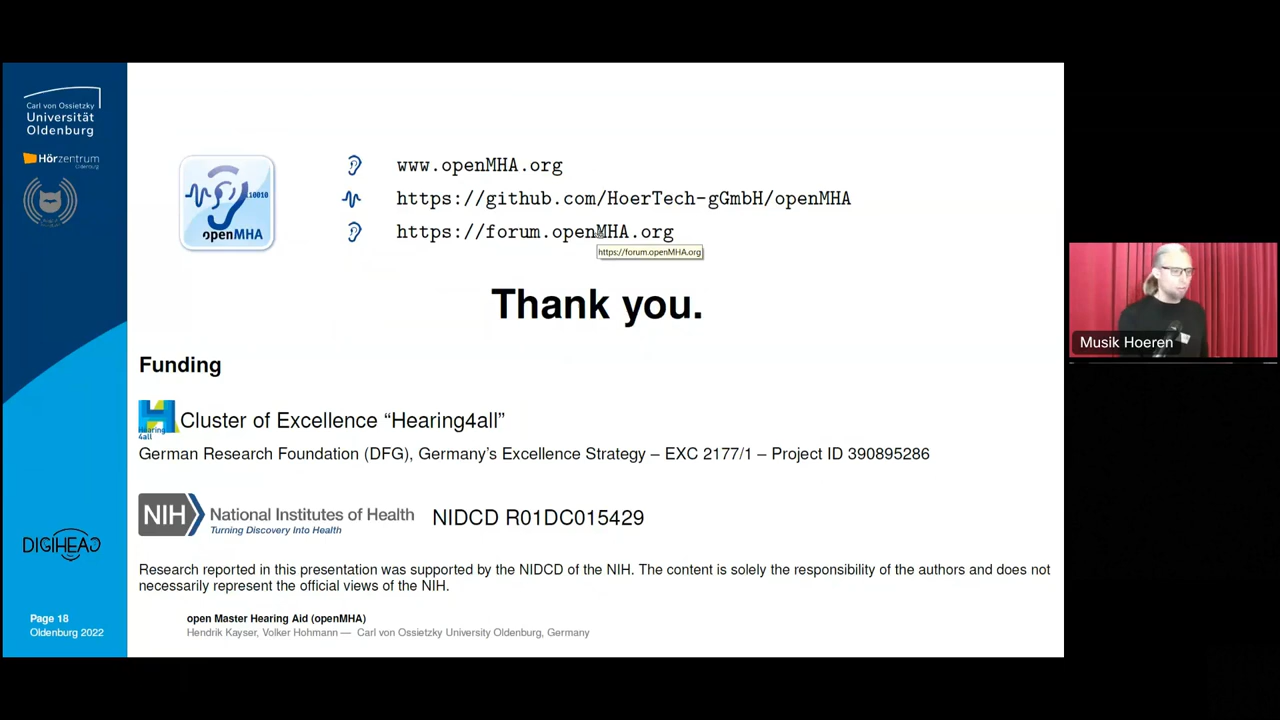 Carl von Ossietzky
Universität
Oldenburg
Hörzentrum
Oldenburg
10010
openMHA
www.openMHA.org
https://github.com/HoerTech-gGmbH/openMHA
https://forum.openMHA.org
https://forum.openMHA.org
Thank you.
Musik Hoeren
Funding
Hearing
4all
Cluster of Excellence “Hearing4all”
German Research Foundation (DFG), Germany’s Excellence Strategy – EXC 2177/1 – Project ID 390895286
NIH National Institutes of Health
Turning Discovery Into Health
NIDCD R01DC015429
DIGIHEAD
Research reported in this presentation was supported by the NIDCD of the NIH. The content is solely the responsibility of the authors and does not
necessarily represent the official views of the NIH.
Page 18
Oldenburg 2022
open Master Hearing Aid (openMHA)
Hendrik Kayser, Volker Hohmann — Carl von Ossietzky University Oldenburg, Germany